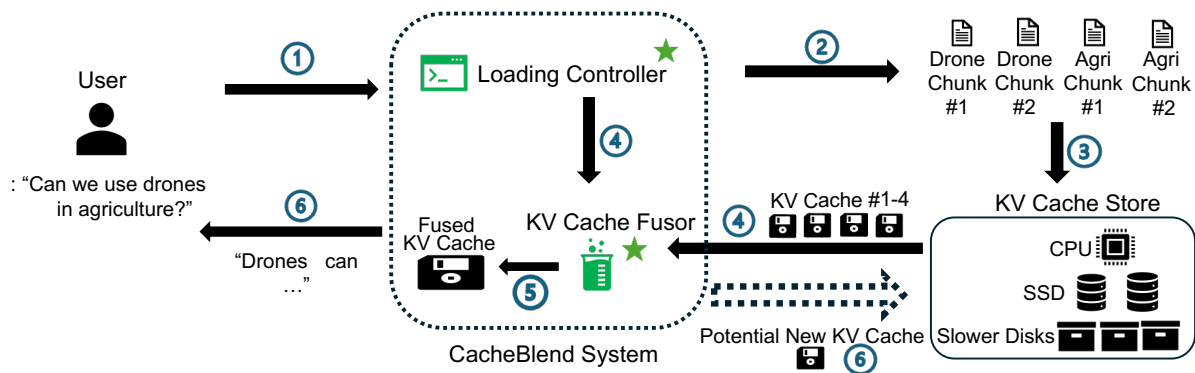 User
: “Can we use drones
in agriculture?”
①
⑥
“Drones can
...”
>_
Loading Controller
④
KV Cache Fusor
Fused
KV Cache
⑤
CacheBlend System
②
Drone
Chunk
#1
Drone
Chunk
#2
Agri
Chunk
#1
Agri
Chunk
#2
③
KV Cache Store
KV Cache #1-4
④
CPU
SSD
Slower Disks
Potential New KV Cache
⑥